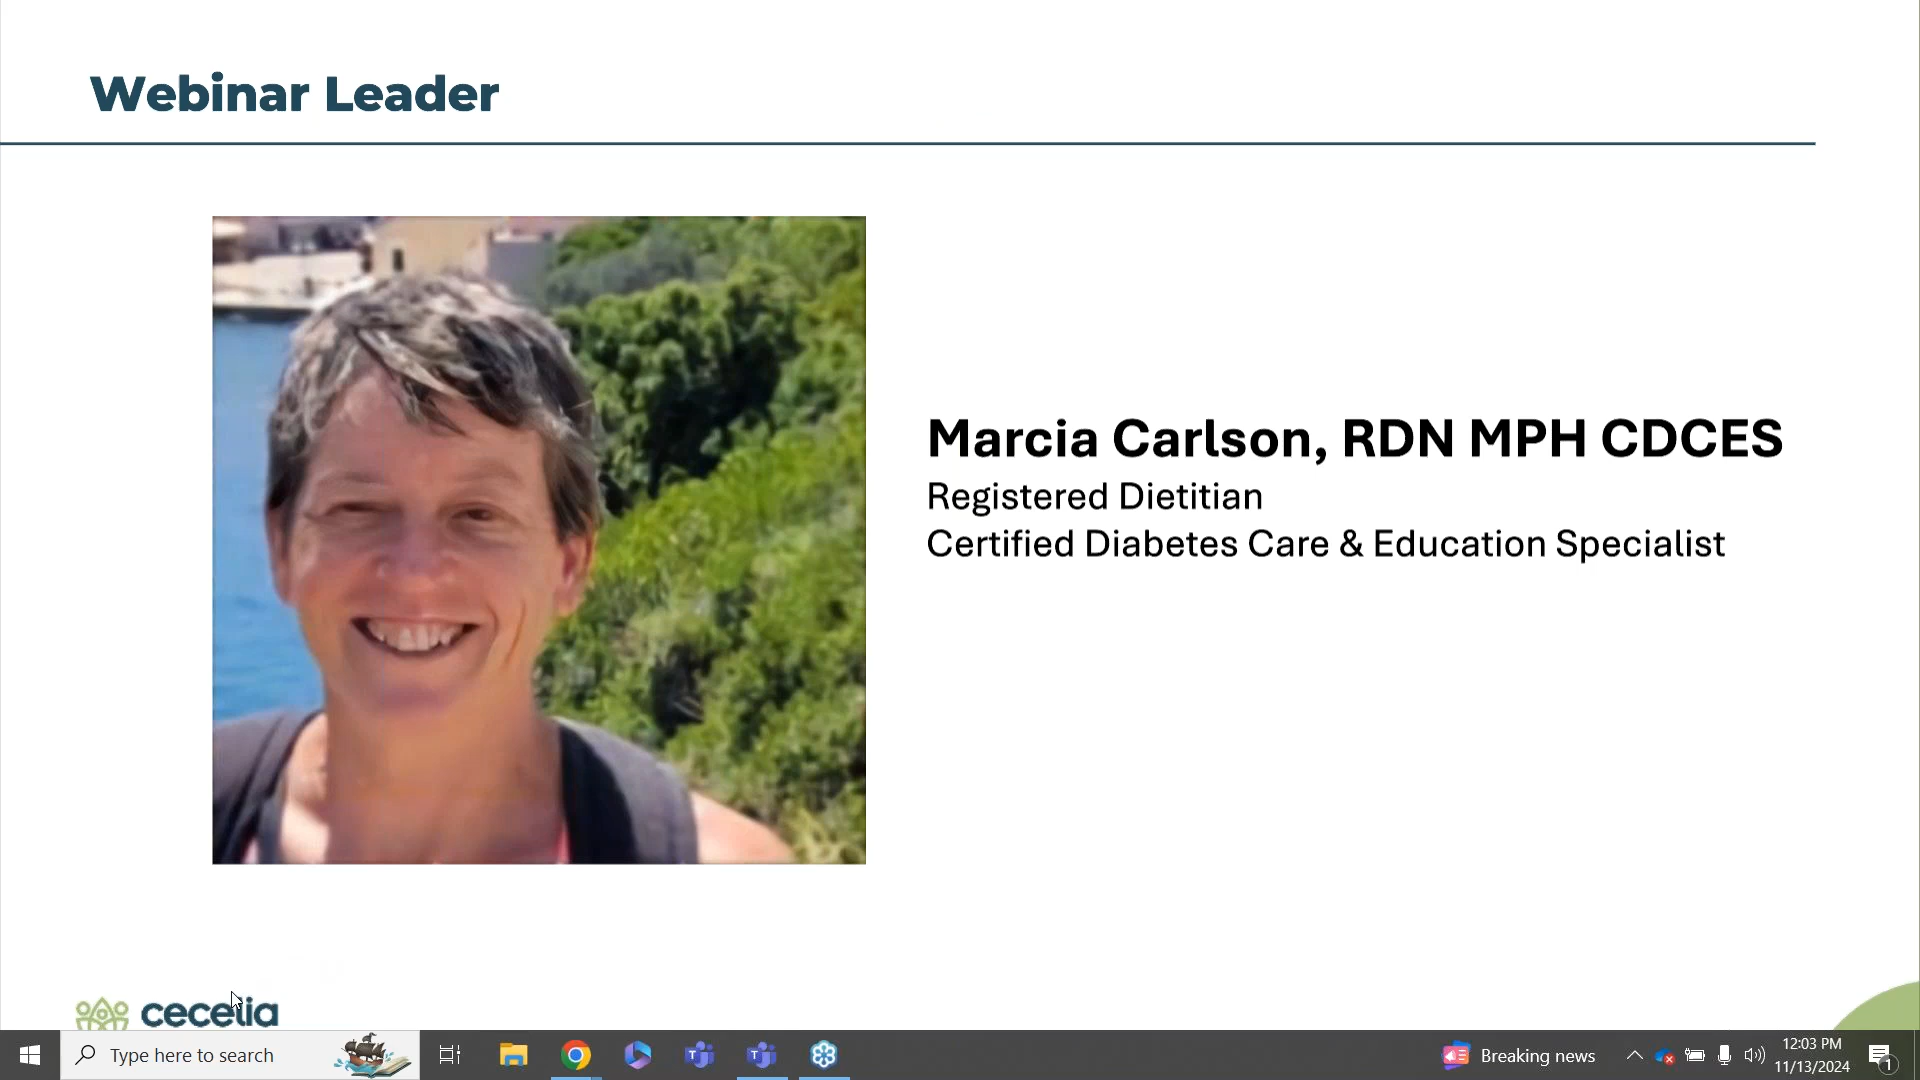 Webinar Leader
Marcia Carlson, RDN MPH CDCES
Registered Dietitian
Certified Diabetes Care & Education Specialist
cecelia
Type here to search
Breaking news
12:03 PM
11/13/2024
1